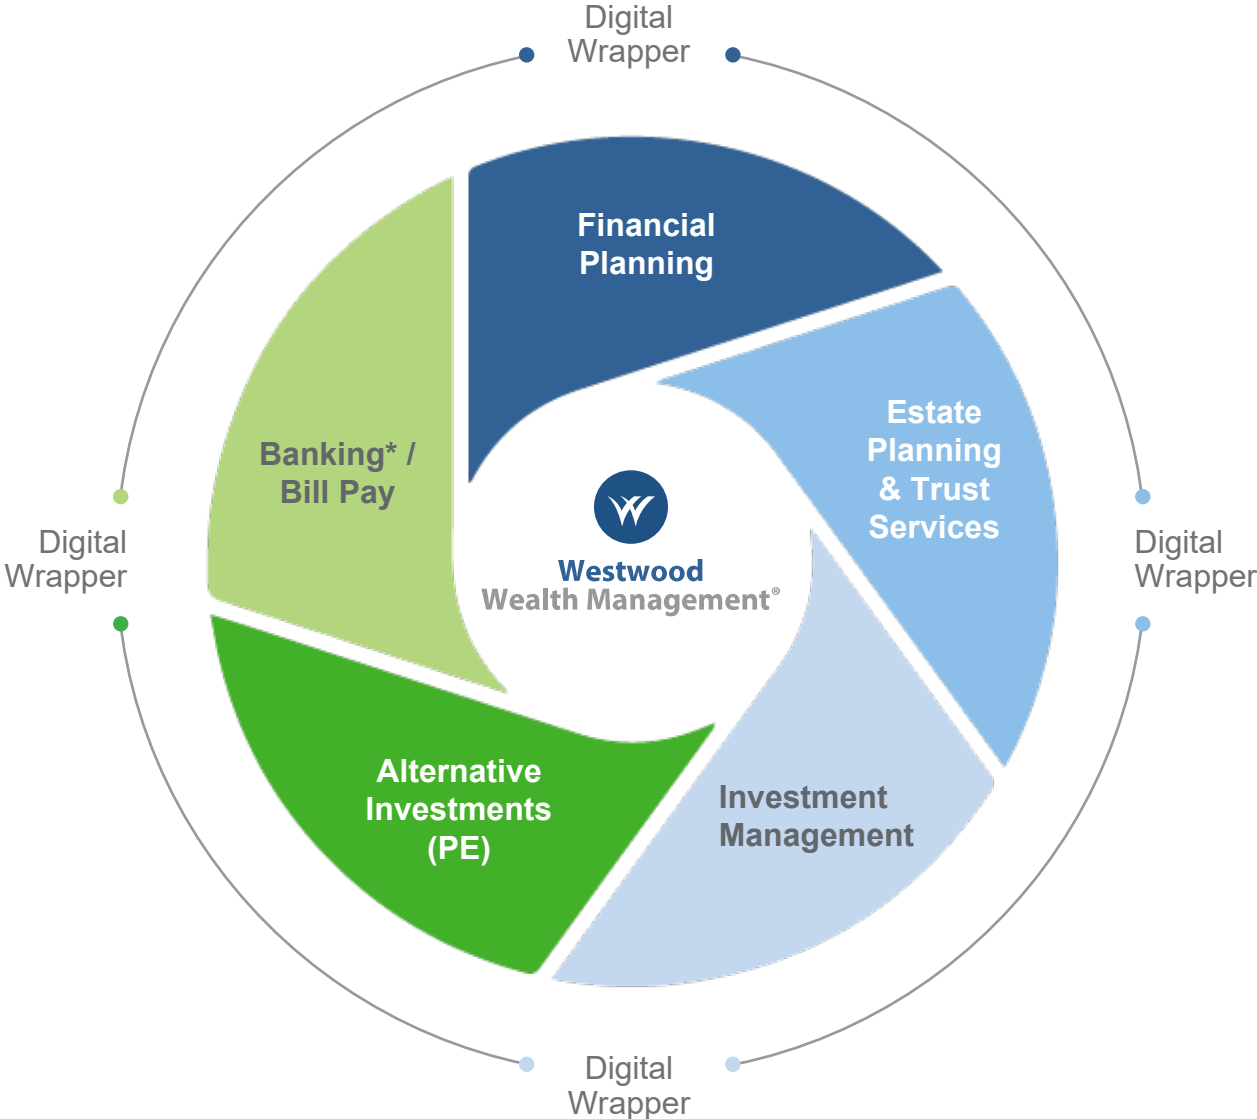 Digital
Wrapper
Financial
Planning
Estate
Planning
& Trust
Services
Banking* /
Bill Pay
Westwood
Wealth Management®
Digital
Wrapper
Digital
Wrapper
Alternative
Investments
(PE)
Investment
Management
Digital
Wrapper